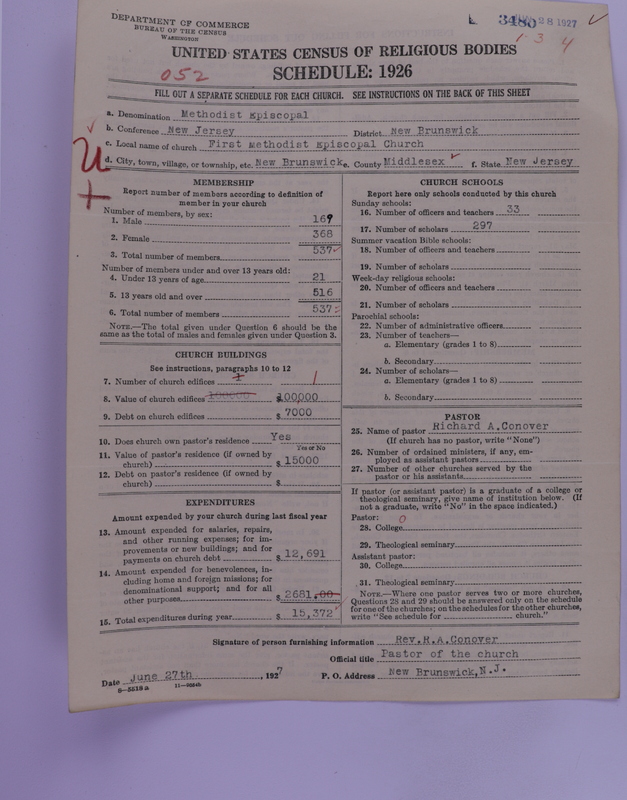 DEPARTMENT OF COMMERCE
BUREAU OF THE CENSUS
WASHINGTON
3480 28 1927
1 3 4
UNITED STATES CENSUS OF RELIGIOUS BODIES
052
SCHEDULE: 1926
FILL OUT A SEPARATE SCHEDULE FOR EACH CHURCH. SEE INSTRUCTIONS ON THE BACK OF THIS SHEET
a. Denomination Methodist Episcopal
b. Conference New Jersey District New Brunswick
c. Local name of church First Methodist Episcopal Church
d. City, town, village, or township, etc. New Brunswick e. County Middlesex f. State New Jersey
U
MEMBERSHIP
Report number of members according to definition of
member in your church
Number of members, by sex:
1. Male 169
2. Female 368
3. Total number of members 537
Number of members under and over 13 years old:
4. Under 13 years of age 21
5. 13 years old and over 516
6. Total number of members 537
NOTE.—The total given under Question 6 should be the
same as the total of males and females given under Question 3.
CHURCH BUILDINGS
See instructions, paragraphs 10 to 12
7. Number of church edifices 1 1
8. Value of church edifices 100000 $100,000
9. Debt on church edifices $ 7000
10. Does church own pastor's residence Yes
Yes or No
11. Value of pastor's residence (if owned by
church) $ 15000
12. Debt on pastor's residence (if owned by
church) $
EXPENDITURES
Amount expended by your church during last fiscal year
13. Amount expended for salaries, repairs,
and other running expenses; for im-
provements or new buildings; and for
payments on church debt $ 12,691
14. Amount expended for benevolences, in-
cluding home and foreign missions; for
denominational support; and for all
other purposes $ 2681.00
15. Total expenditures during year $ 15,372
CHURCH SCHOOLS
Report here only schools conducted by this church
Sunday schools:
16. Number of officers and teachers 33
17. Number of scholars 297
Summer vacation Bible schools:
18. Number of officers and teachers
19. Number of scholars
Week-day religious schools:
20. Number of officers and teachers
21. Number of scholars
Parochial schools:
22. Number of administrative officers
23. Number of teachers—
a. Elementary (grades 1 to 8)
b. Secondary
24. Number of scholars—
a. Elementary (grades 1 to 8)
b. Secondary
PASTOR
25. Name of pastor Richard A.Conover
(If church has no pastor, write "None")
26. Number of ordained ministers, if any, em-
ployed as assistant pastors
27. Number of other churches served by the
pastor or his assistants
If pastor (or assistant pastor) is a graduate of a college or
theological seminary, give name of institution below. (If
not a graduate, write "No" in the space indicated.)
Pastor: 0
28. College
29. Theological seminary
Assistant pastor:
30. College
31. Theological seminary
NOTE.—Where one pastor serves two or more churches,
Questions 28 and 29 should be answered only on the schedule
for one of the churches; on the schedules for the other churches,
write "See schedule for church."
Signature of person furnishing information Rev.R.A.Conover
Official title Pastor of the church
Date June 27th, 1927 P. O. Address New Brunswick,N.J.